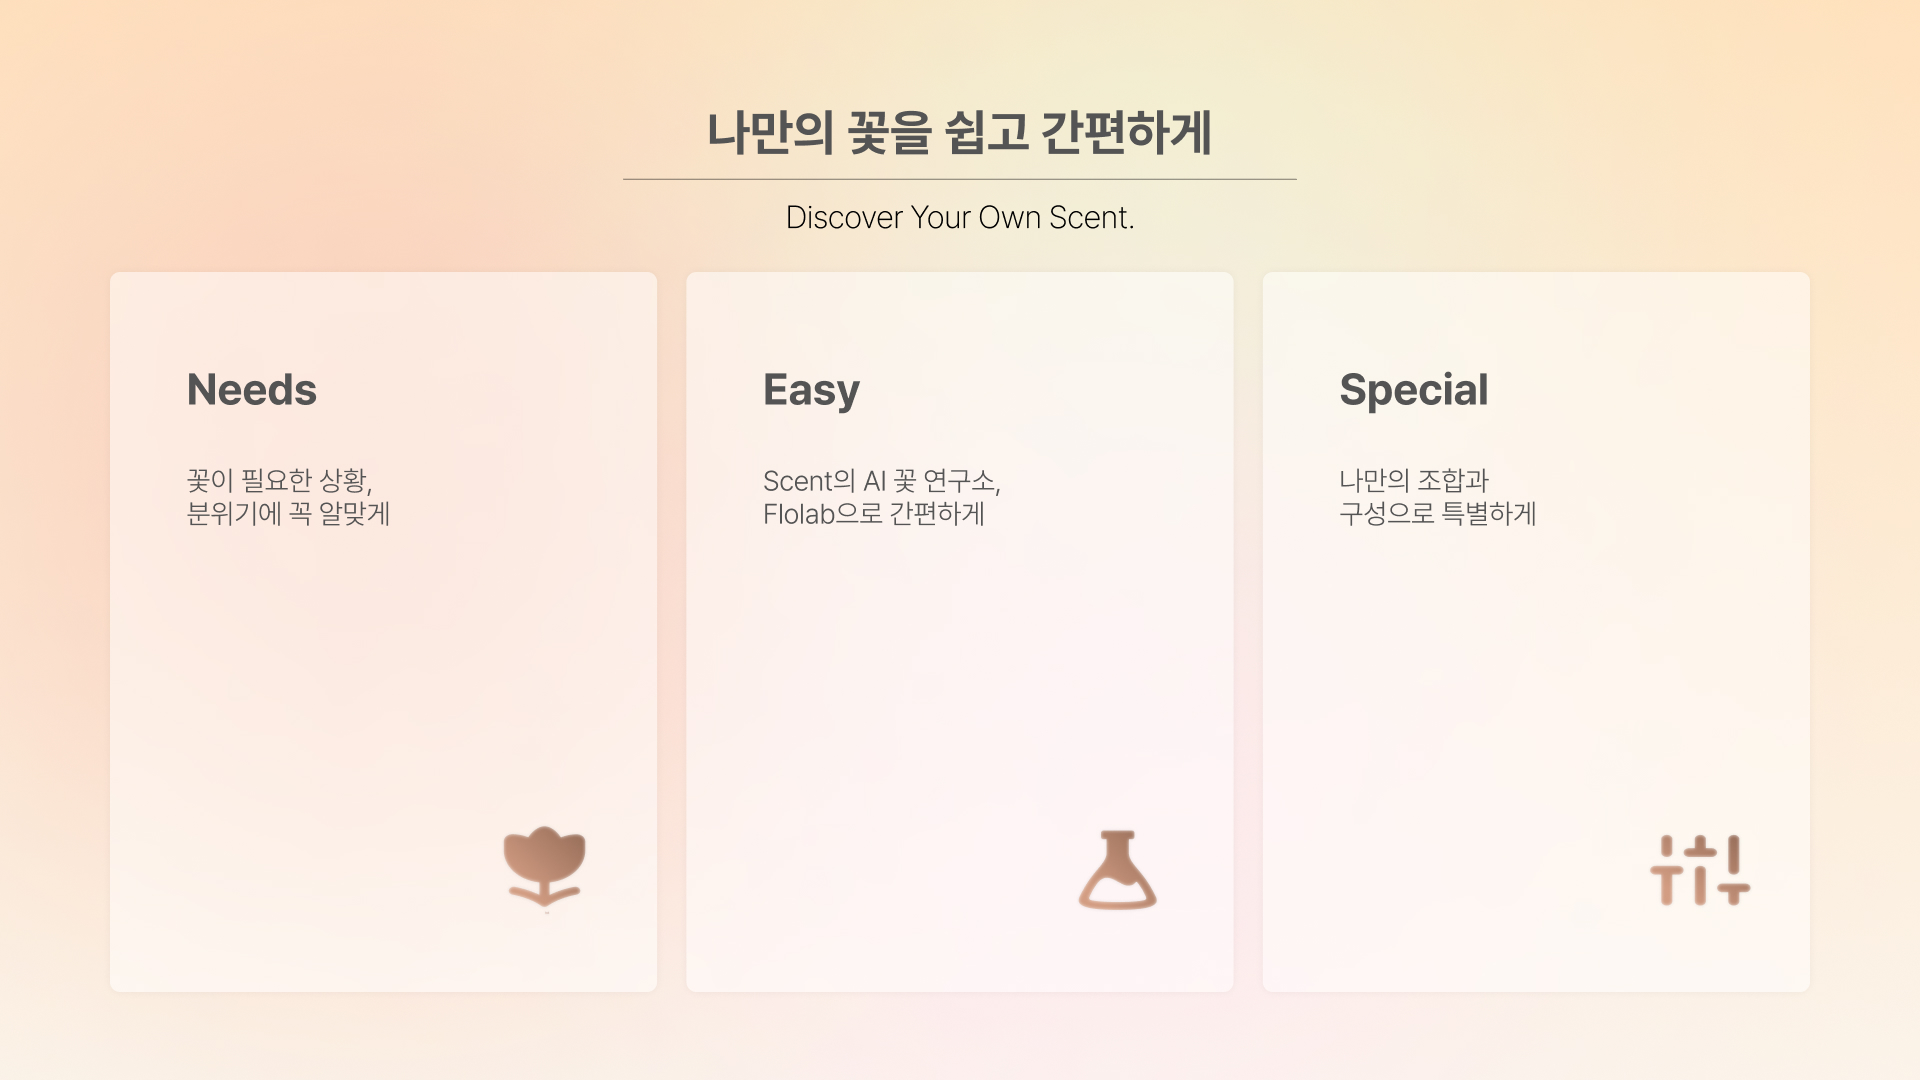 나만의 꽃을 쉽고 간편하게
Discover Your Own Scent.
Needs
꽃이 필요한 상황,
분위기에 꼭 알맞게
Easy
Scent의 AI 꽃 연구소,
Flolab으로 간편하게
Special
나만의 조합과
구성으로 특별하게